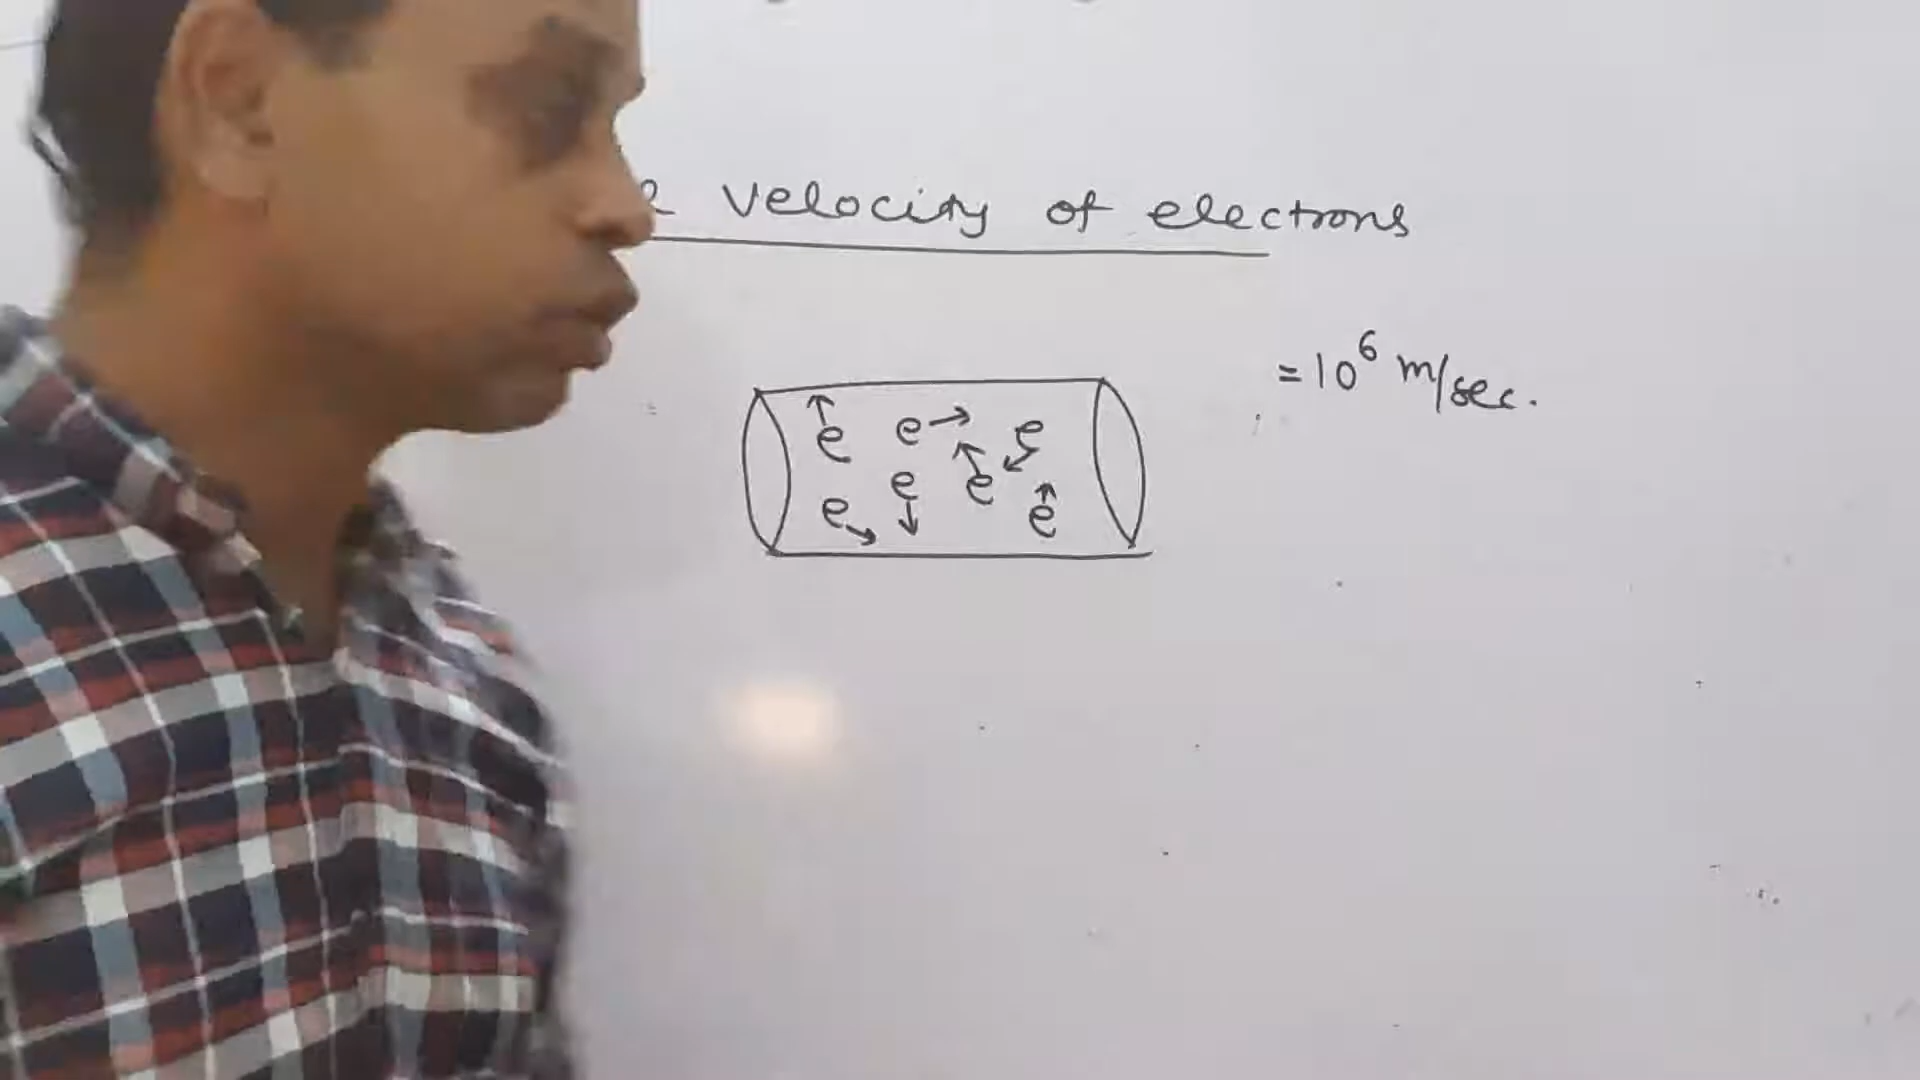 velocity of electrons
= 10⁶ m/sec.
e e e
e e e e